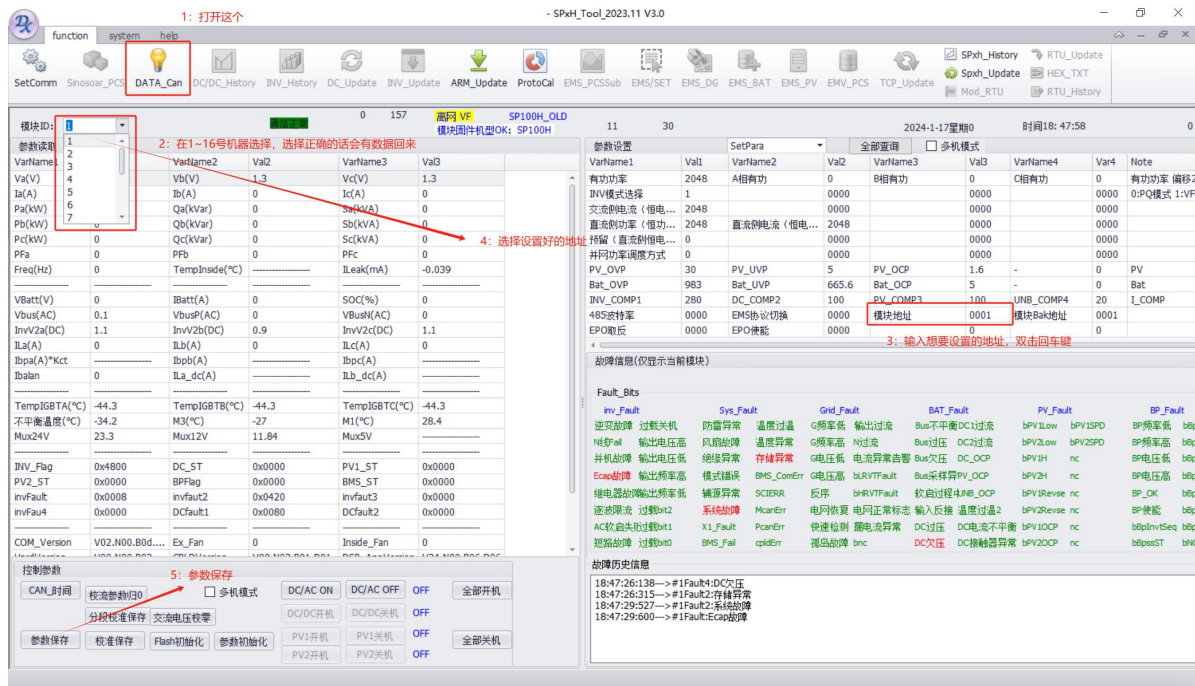 1：打开这个
- SPxH_Tool_2023.11 V3.0
function system help
SetComm Sinosoar_PCS DATA_Can DC/DC_History INV_History DC_Update INV_Update ARM_Update ProtoCal EMS_PCSSub EMS/SET EMS_DG EMS_BAT EMS_PV EMV_PCS TCP_Update
SPxh_History RTU_Update
Spxh_Update HEX_TXT
Mod_RTU RTU_History
模块ID: 1
0 157 离网 VF SP100H_OLD
模块固件机型OK: SP100H
11 30 2024-1-17星期0 时间18: 47:58 0
1
2
3
4
5
6
7
2：在1~16号机器选择，选择正确的话会有数据回来
参数读取
VarName1 VarName2 Val2 VarName3 Val3
Va(V) Vb(V) 1.3 Vc(V) 1.3
Ia(A) Ib(A) 0 Ic(A) 0
Pa(kW) Qa(kVar) 0 Sa(kVA) 0
Pb(kW) 0 Qb(kVar) 0 Sb(kVA) 0
Pc(kW) 0 Qc(kVar) 0 Sc(kVA) 0
4：选择设置好的地址
PFa 0 PFb 0 PFc 0
Freq(Hz) 0 TempInside(℃) ------------------ ILeak(mA) -0.039
VBatt(V) 0 IBatt(A) 0 SOC(%) 0
Vbus(AC) 0.1 VbusP(AC) 0 VBusN(AC) 0
InvV2a(DC) 1.1 InvV2b(DC) 0.9 InvV2c(DC) 1.1
ILa(A) 0 ILb(A) 0 ILc(A) 0
Ibpa(A)*Kct ------------------ Ibpb(A) ------------------ Ibpc(A) ------------------
Ibalan 0 ILa_dc(A) ------------------ ILb_dc(A) ------------------
TempIGBTA(℃) -44.3 TempIGBTB(℃) -44.3 TempIGBTC(℃) -44.3
不平衡温度(℃) -34.2 M3(℃) -27 M1(℃) 28.4
Mux24V 23.3 Mux12V 11.84 Mux5V ------------------
INV_Flag 0x4800 DC_ST 0x0000 PV1_ST 0x0000
PV2_ST 0x0000 BPFlag 0x0000 BMS_ST 0x0000
invFault 0x0008 invfaut2 0x0420 invfaut3 0x0000
invFau4 0x0000 DCfault1 0x0080 DCfault2 0x0000
COM_Version V02.N00.B0d.... Ex_Fan 0 Inside_Fan 0
参数设置 SetPara 全部查询 多机模式
VarName1 Val1 VarName2 Val2 VarName3 Val3 VarName4 Var4 Note
有功功率 2048 A相有功 0 B相有功 0 C相有功 0 有功功率 偏移2
INV模式选择 1 0000 0000 0000 0:PQ模式 1:VF
交流侧电流（恒电... 2048 0000 0000 0000
直流侧功率（恒功... 2048 直流侧电流（恒电... 2048 0000 0000
预留（直流侧恒电... 0 0000 0000 0000
并网功率调度方式 0 0000 0000 0000
PV_OVP 30 PV_UVP 5 PV_OCP 1.6 - 0 PV
Bat_OVP 983 Bat_UVP 665.6 Bat_OCP 5 - 0 Bat
INV_COMP1 280 DC_COMP2 100 PV_COMP3 100 UNB_COMP4 20 I_COMP
485波特率 0000 EMS协议切换 0000 模块地址 0001 模块Bak地址 0001
EPO取反 0000 EPO使能 0000 0 0
3：输入想要设置的地址，双击回车键
故障信息(仅显示当前模块)
Fault_Bits
inv_Fault Sys_Fault Grid_Fault BAT_Fault PV_Fault BP_Fault
逆变故障 过载关机 防雷异常 温度过温 G频率低 输出过流 Bus不平衡 DC1过流 bPV1Low bPV1SPD BP频率低
N线Fail 输出电压高 风扇故障 温度异常 G频率高 N过流 Bus过压 DC2过流 bPV2Low bPV2SPD BP频率高
并机故障 输出电压低 绝缘异常 存储异常 G电压低 电流异常告警 Bus欠压 DC_OCP bPV1H nc BP电压低
Ecap故障 输出频率高 模式错误 BMS_ComErr G电压高 bLRVTFault Bus采样异 PV_OCP bPV2H nc BP电压高
继电器故障 输出频率低 辅源异常 SCIERR 反序 bHRVTFault 软启过程 UNB_OCP bPV1Revse nc BP_OK
逐波限流 过载bit2 系统故障 McanErr 电网恢复 电网正常标志 输入反接 温度过温2 bPV2Revse nc BP使能
AC软启失败 过载bit1 X1_Fault PcanErr 快速检测 漏电流异常 DC过压 DC电流不平衡 bPV1OCP nc bBpInvtSeq
短路故障 过载bit0 BMS_Fail cpldErr 孤岛故障 bnc DC欠压 DC接触器异常 bPV2OCP nc bBpssST
控制参数
5：参数保存
CAN_时间 校流参数归0 多机模式 DC/AC ON DC/AC OFF OFF 全部开机
分段校准保存 交流电压校零 DC/DC开机 DC/DC关机 OFF
参数保存 校准保存 Flash初始化 参数初始化 PV1开机 PV1关机 OFF 全部关机
PV2开机 PV2关机 OFF
故障历史信息
18:47:26:138--->#1Fault4:DC欠压
18:47:26:315--->#1Fault2:存储异常
18:47:29:527--->#1Fault2:系统故障
18:47:29:600--->#1Fault:Ecap故障